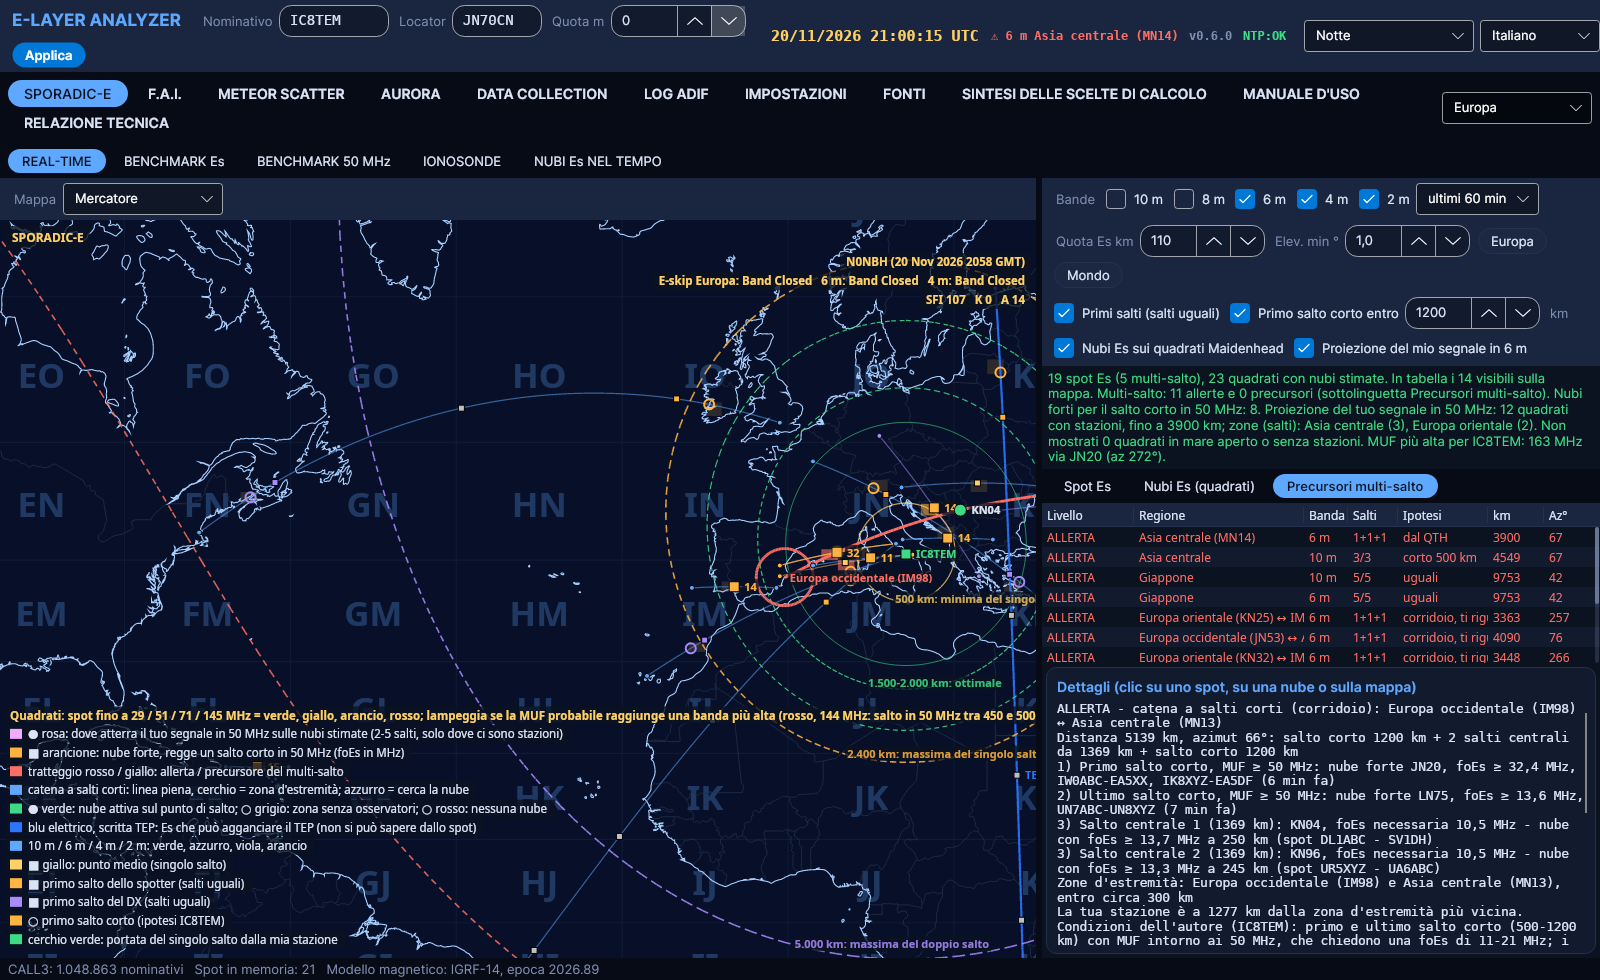 E-LAYER ANALYZER
Nominativo IC8TEM Locator JN70CN Quota m 0
20/11/2026 21:00:15 UTC ⚠ 6 m Asia centrale (MN14) v0.6.0 NTP:OK Notte Italiano
Applica
SPORADIC-E F.A.I. METEOR SCATTER AURORA DATA COLLECTION LOG ADIF IMPOSTAZIONI FONTI SINTESI DELLE SCELTE DI CALCOLO MANUALE D'USO
RELAZIONE TECNICA
Europa
REAL-TIME BENCHMARK Es BENCHMARK 50 MHz IONOSONDE NUBI Es NEL TEMPO
Mappa Mercatore
SPORADIC-E
N0NBH (20 Nov 2026 2058 GMT)
E-skip Europa: Band Closed 6 m: Band Closed 4 m: Band Closed
SFI 107 K 0 A 14
EO FO GO HO IO
EN FN GN HN IN JN
EM FM GM HM IM JM
HK IK JK
GJ HJ IJ JJ
14 KN04
14
32
11 IC8TEM
14
Europa occidentale (IM98)
500 km: minima del singo
1.500-2.000 km: ottimale
2.400 km: massima del singolo salt
5.000 km: massima del doppio salto
TE
Quadrati: spot fino a 29 / 51 / 71 / 145 MHz = verde, giallo, arancio, rosso; lampeggia se la MUF probabile raggiunge una banda più alta (rosso, 144 MHz: salto in 50 MHz tra 450 e 500
rosa: dove atterra il tuo segnale in 50 MHz sulle nubi stimate (2-5 salti, solo dove ci sono stazioni)
arancione: nube forte, regge un salto corto in 50 MHz (foEs in MHz)
tratteggio rosso / giallo: allerta / precursore del multi-salto
catena a salti corti: linea piena, cerchio = zona d'estremità; azzurro = cerca la nube
verde: nube attiva sul punto di salto; ○ grigio: zona senza osservatori; ○ rosso: nessuna nube
blu elettrico, scritta TEP: Es che può agganciare il TEP (non si può sapere dallo spot)
10 m / 6 m / 4 m / 2 m: verde, azzurro, viola, arancio
giallo: punto medio (singolo salto)
primo salto dello spotter (salti uguali)
primo salto del DX (salti uguali)
primo salto corto (ipotesi IC8TEM)
cerchio verde: portata del singolo salto dalla mia stazione
Bande 10 m 8 m 6 m 4 m 2 m ultimi 60 min
Quota Es km 110 Elev. min ° 1,0 Europa
Mondo
Primi salti (salti uguali) Primo salto corto entro 1200 km
Nubi Es sui quadrati Maidenhead Proiezione del mio segnale in 6 m
19 spot Es (5 multi-salto), 23 quadrati con nubi stimate. In tabella i 14 visibili sulla
mappa. Multi-salto: 11 allerte e 0 precursori (sottolinguetta Precursori multi-salto). Nubi
forti per il salto corto in 50 MHz: 8. Proiezione del tuo segnale in 50 MHz: 12 quadrati
con stazioni, fino a 3900 km; zone (salti): Asia centrale (3), Europa orientale (2). Non
mostrati 0 quadrati in mare aperto o senza stazioni. MUF più alta per IC8TEM: 163 MHz
via JN20 (az 272°).
Spot Es Nubi Es (quadrati) Precursori multi-salto
Livello Regione Banda Salti Ipotesi km Az°
ALLERTA Asia centrale (MN14) 6 m 1+1+1 dal QTH 3900 67
ALLERTA Asia centrale 10 m 3/3 corto 500 km 4549 67
ALLERTA Giappone 10 m 5/5 uguali 9753 42
ALLERTA Giappone 6 m 5/5 uguali 9753 42
ALLERTA Europa orientale (KN25) ↔ IM 6 m 1+1+1 corridoio, ti rig 3363 257
ALLERTA Europa occidentale (JN53) ↔ 6 m 1+1+1 corridoio, ti rig 4090 76
ALLERTA Europa orientale (KN32) ↔ IM 6 m 1+1+1 corridoio, ti rig 3448 266
Dettagli (clic su uno spot, su una nube o sulla mappa)
ALLERTA - catena a salti corti (corridoio): Europa occidentale (IM98)
↔ Asia centrale (MN13)
Distanza 5139 km, azimut 66°: salto corto 1200 km + 2 salti centrali
da 1369 km + salto corto 1200 km
1) Primo salto corto, MUF ≥ 50 MHz: nube forte JN20, foEs ≥ 32,4 MHz,
IW0ABC-EA5XX, IK8XYZ-EA5DF (6 min fa)
2) Ultimo salto corto, MUF ≥ 50 MHz: nube forte LN75, foEs ≥ 13,6 MHz,
UN7ABC-UN8XYZ (7 min fa)
3) Salto centrale 1 (1369 km): KN04, foEs necessaria 10,5 MHz - nube
con foEs ≥ 13,7 MHz a 250 km (spot DL1ABC - SV1DH)
3) Salto centrale 2 (1369 km): KN96, foEs necessaria 10,5 MHz - nube
con foEs ≥ 13,3 MHz a 245 km (spot UR5XYZ - UA6ABC)
Zone d'estremità: Europa occidentale (IM98) e Asia centrale (MN13),
entro circa 300 km
La tua stazione è a 1277 km dalla zona d'estremità più vicina.
Condizioni dell'autore (IC8TEM): primo e ultimo salto corto (500-1200
km) con MUF intorno ai 50 MHz, che chiedono una foEs di 11-21 MHz; i
CALL3: 1.048.863 nominativi Spot in memoria: 21 Modello magnetico: IGRF-14, epoca 2026.89